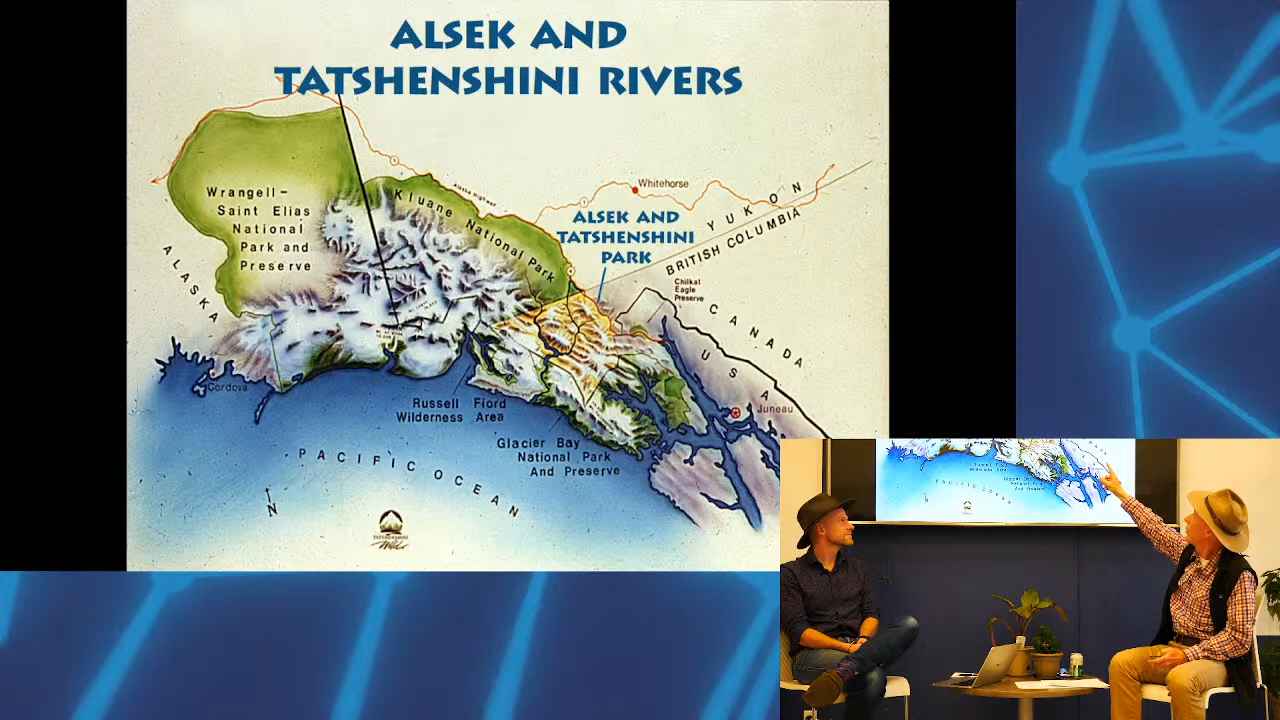 ALSEK AND
TATSHENSHINI RIVERS
Wrangell-
Saint Elias
National
Park and
Preserve
Kluane National Park
Alaska Highway
Whitehorse
ALSEK AND
TATSHENSHINI
PARK
YUKON
BRITISH COLUMBIA
Chilkat
Eagle
Preserve
ALASKA
CANADA
USA
Cordova
Juneau
Russell Fiord
Wilderness Area
Glacier Bay
National Park
And Preserve
PACIFIC OCEAN
N
TATSHENSHINI
Wild